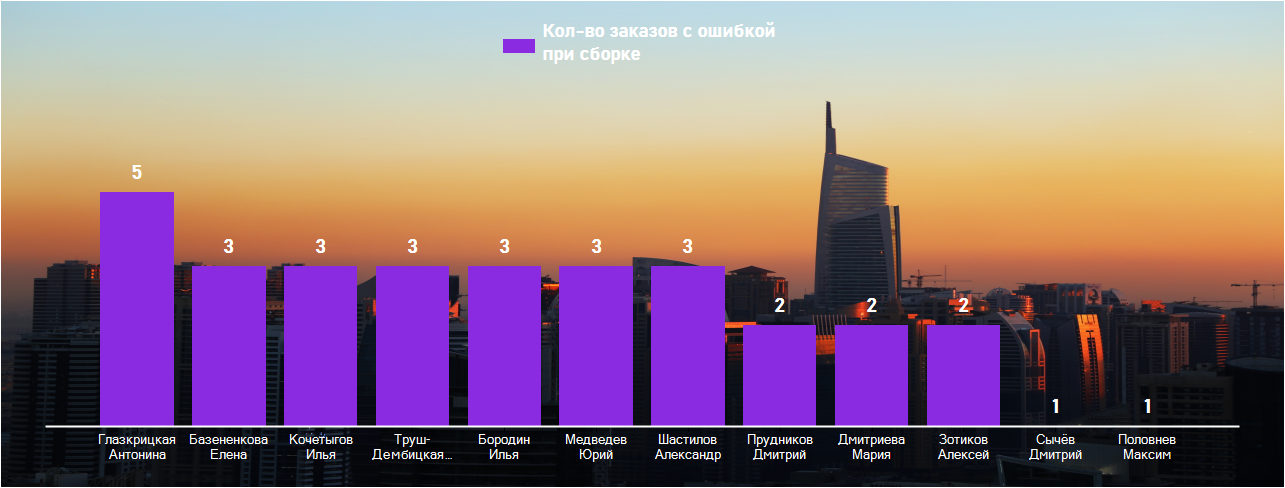 Кол-во заказов с ошибкой
при сборке
5
3
3
3
3
3
3
2
2
2
1
1
Глазкрицкая
Антонина
Базененкова
Елена
Кочетыгов
Илья
Труш-
Дембицкая...
Бородин
Илья
Медведев
Юрий
Шастилов
Александр
Прудников
Дмитрий
Дмитриева
Мария
Зотиков
Алексей
Сычёв
Дмитрий
Половнев
Максим